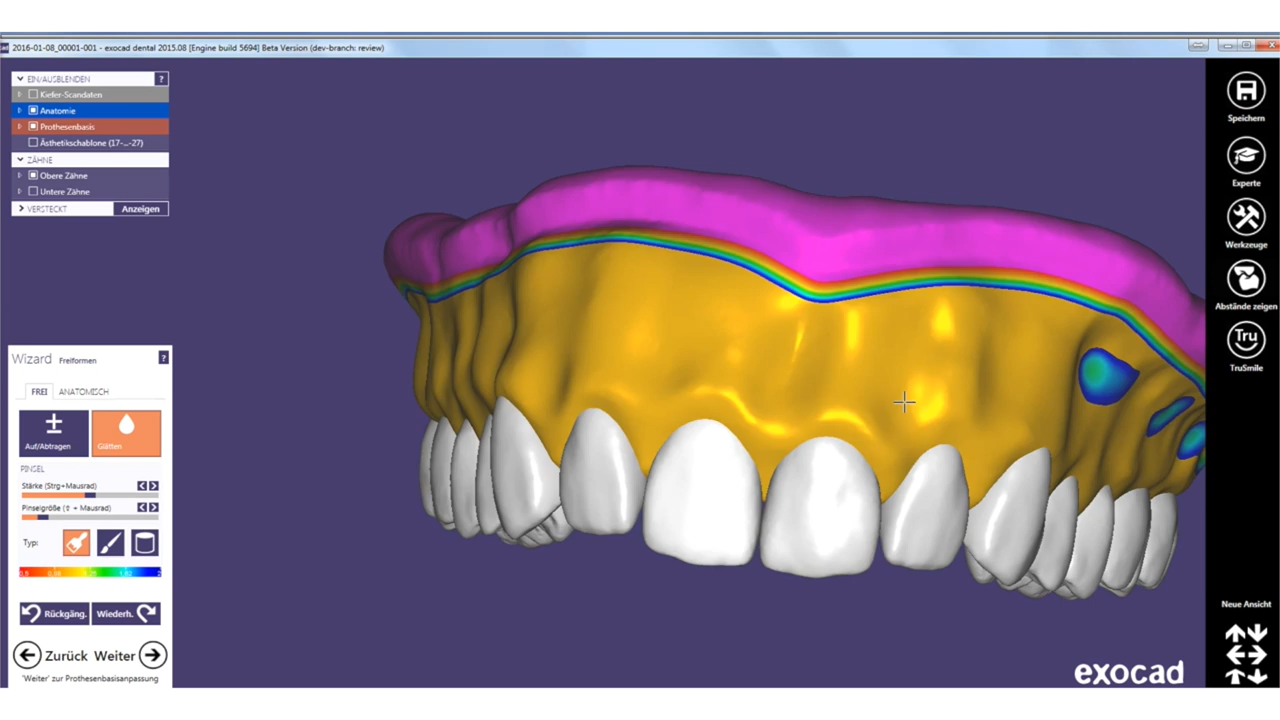 2016-01-08_00001-001 - exocad dental 2015.08 [Engine build 5694] Beta Version (dev-branch: review)
EIN/AUSBLENDEN ?
Kiefer-Scandaten
Anatomie
Prothesenbasis
Ästhetikschablone (17-...-27)
ZÄHNE
Obere Zähne
Untere Zähne
VERSTECKT Anzeigen
Speichern
Experte
Werkzeuge
Abstände zeigen
Tru
TruSmile
Wizard Freiformen ?
FREI ANATOMISCH
Auf/Abtragen Glätten
PINSEL
Stärke (Strg+Mausrad)
Pinselgröße (⇧ + Mausrad)
Typ:
Rückgäng. Wiederh.
Zurück Weiter
'Weiter' zur Prothesenbasisanpassung
Neue Ansicht
exocad